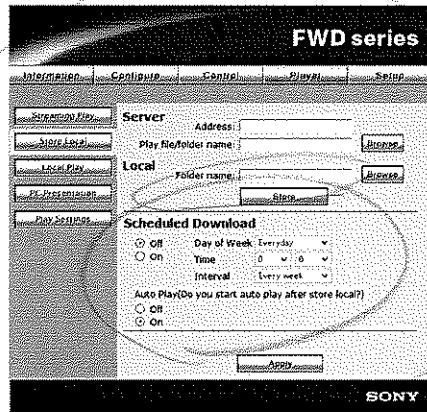 FWD series
Information Configure Control Player Setup
Streaming Play
Store Local
Local Play
PC Presentation
Play Settings
Server
Address:
Play file/folder name: Browse
Local
Folder name: Browse
Store
Scheduled Download
Off Day of Week Everyday
On Time 0 0
Interval Every week
Auto Play(Do you start auto play after store local?)
Off
On
Apply
SONY